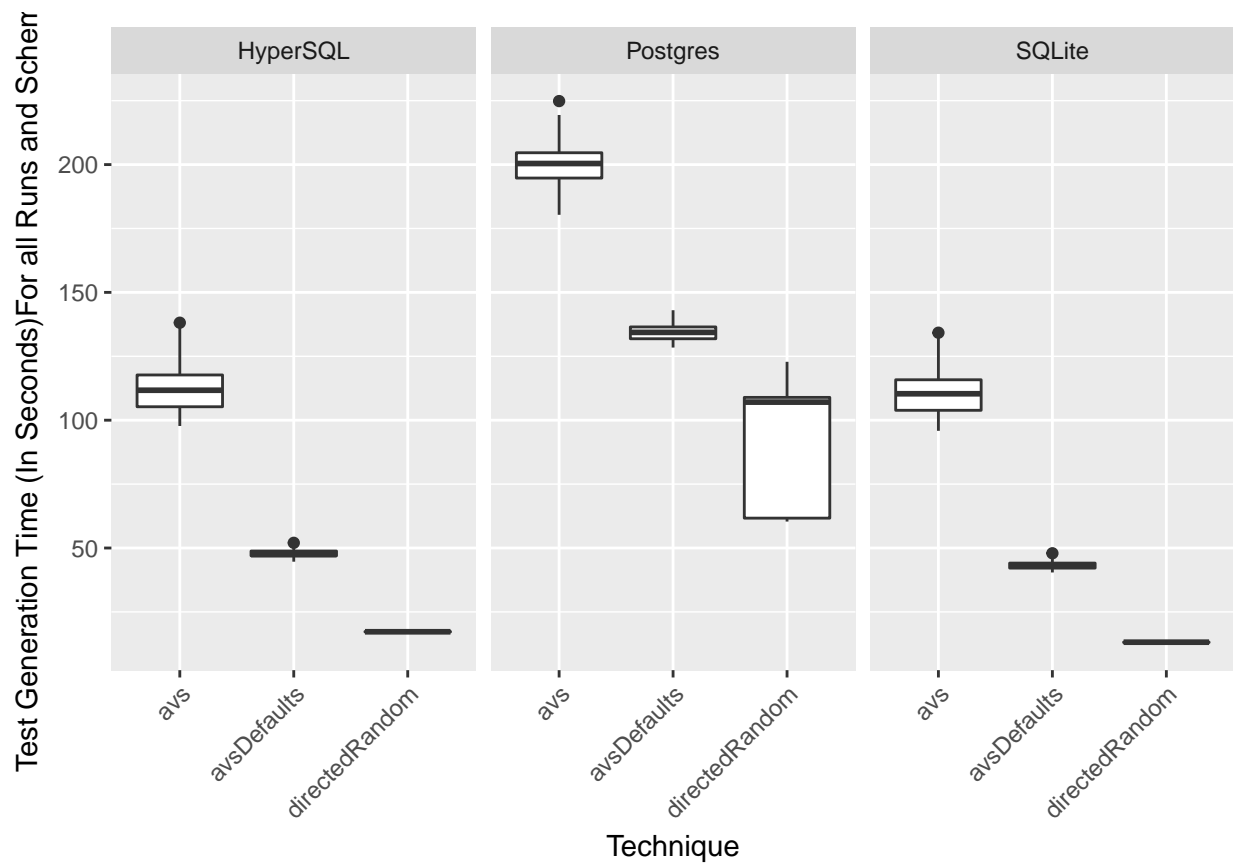 HyperSQL Postgres SQLite
Test Generation Time (In Seconds)For all Runs and
200
150
100
50
avs avsDefaults directedRandom avs avsDefaults directedRandom avs avsDefaults directedRandom
Technique